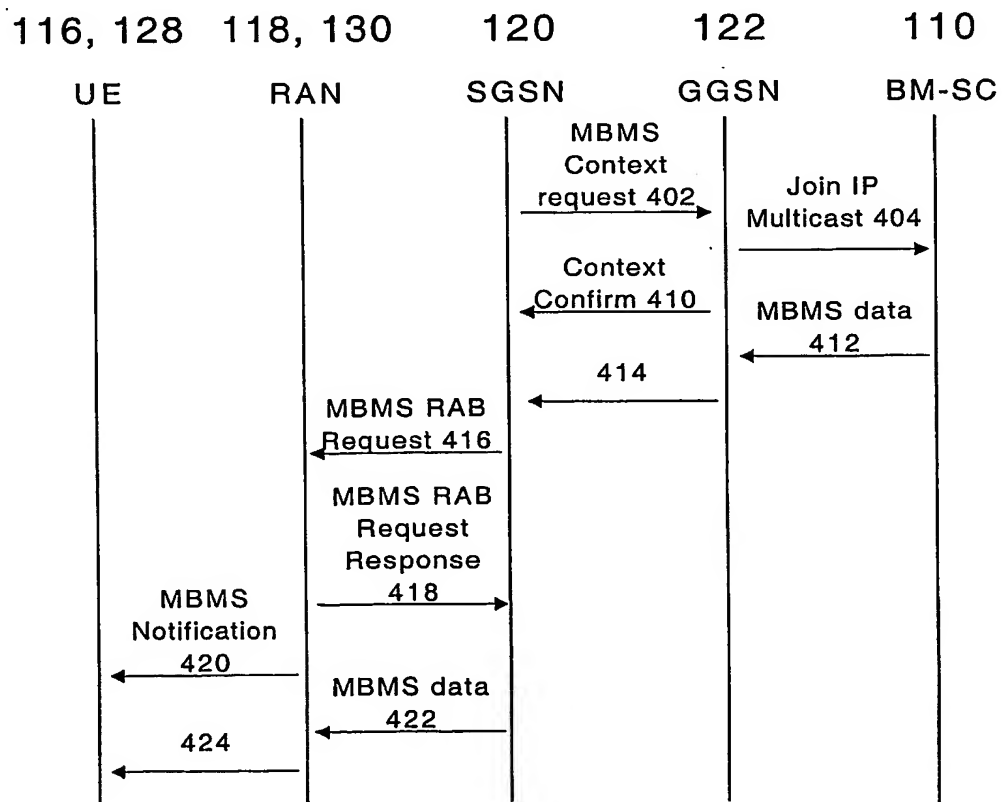 116, 128 118, 130 120 122 110
UE RAN SGSN GGSN BM-SC
MBMS
Context
request 402
Join IP
Multicast 404
Context
Confirm 410
MBMS data
412
414
MBMS RAB
Request 416
MBMS RAB
Request
Response
418
MBMS
Notification
420
MBMS data
422
424